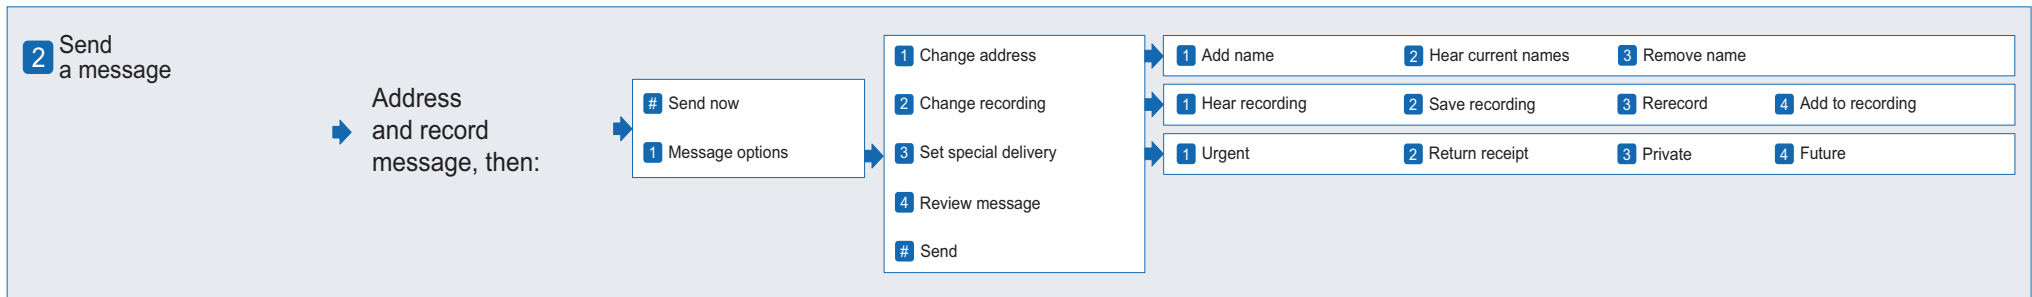 2 Send
a message
Address
and record
message, then:
# Send now
1 Message options
1 Change address
2 Change recording
3 Set special delivery
4 Review message
# Send
1 Add name 2 Hear current names 3 Remove name
1 Hear recording 2 Save recording 3 Rerecord 4 Add to recording
1 Urgent 2 Return receipt 3 Private 4 Future